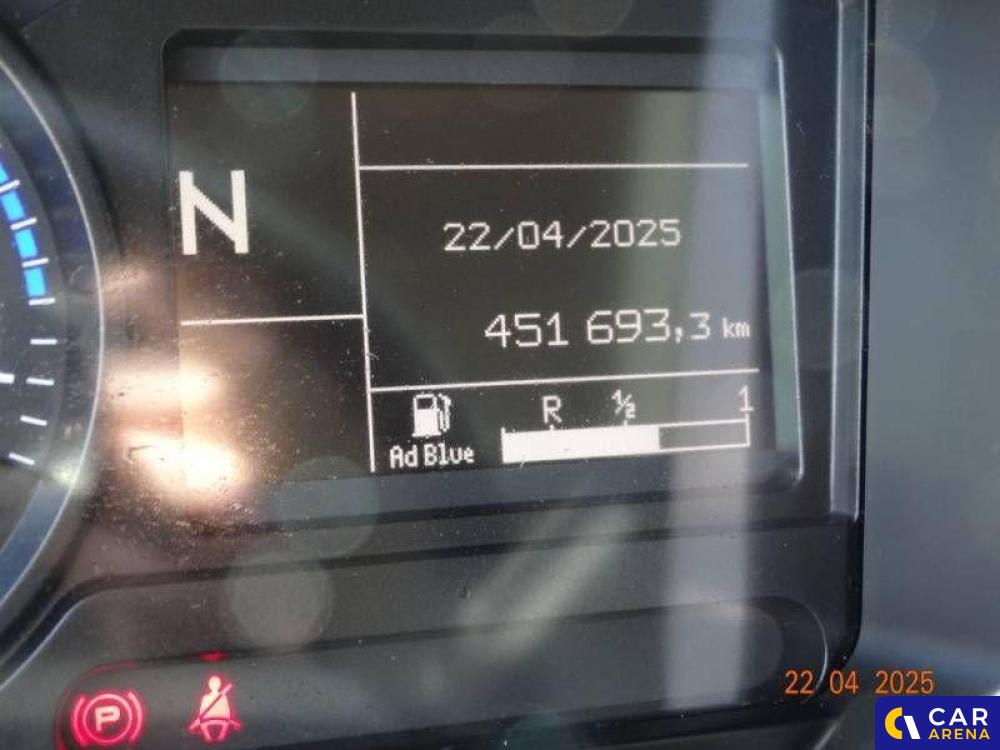 N
22/04/2025
451 693,3 km
R ½ 1
Ad Blue
P
22 04 2025
CAR
ARENA